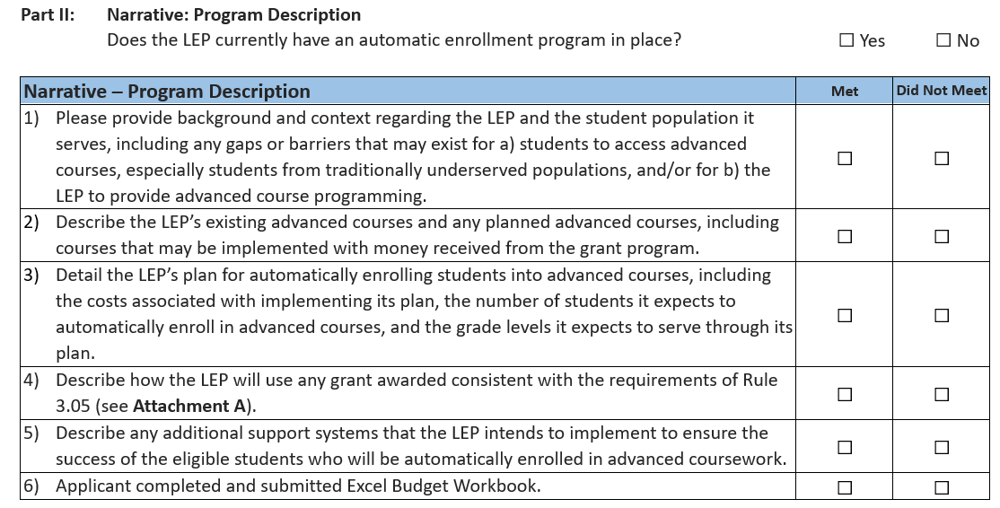 Part II: Narrative: Program Description
Does the LEP currently have an automatic enrollment program in place? ☐ Yes ☐ No
Narrative – Program Description Met Did Not Meet
1) Please provide background and context regarding the LEP and the student population it
serves, including any gaps or barriers that may exist for a) students to access advanced
courses, especially students from traditionally underserved populations, and/or for b) the
LEP to provide advanced course programming.
☐ ☐
2) Describe the LEP’s existing advanced courses and any planned advanced courses, including
courses that may be implemented with money received from the grant program.
☐ ☐
3) Detail the LEP’s plan for automatically enrolling students into advanced courses, including
the costs associated with implementing its plan, the number of students it expects to
automatically enroll in advanced courses, and the grade levels it expects to serve through its
plan.
☐ ☐
4) Describe how the LEP will use any grant awarded consistent with the requirements of Rule
3.05 (see Attachment A).
☐ ☐
5) Describe any additional support systems that the LEP intends to implement to ensure the
success of the eligible students who will be automatically enrolled in advanced coursework.
☐ ☐
6) Applicant completed and submitted Excel Budget Workbook. ☐ ☐